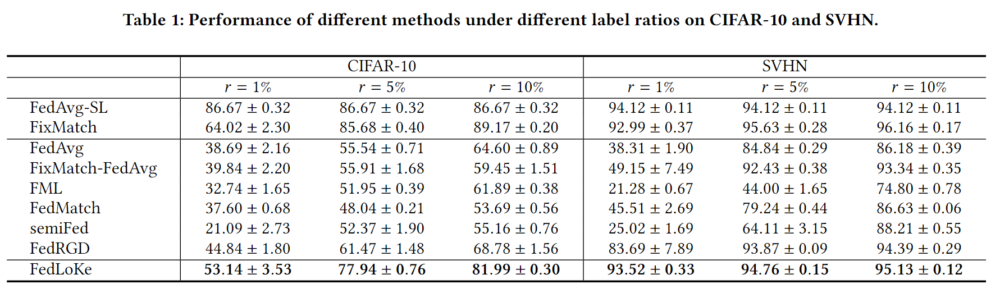 Table 1: Performance of different methods under different label ratios on CIFAR-10 and SVHN.
CIFAR-10 SVHN
r = 1% r = 5% r = 10% r = 1% r = 5% r = 10%
FedAvg-SL 86.67 ± 0.32 86.67 ± 0.32 86.67 ± 0.32 94.12 ± 0.11 94.12 ± 0.11 94.12 ± 0.11
FixMatch 64.02 ± 2.30 85.68 ± 0.40 89.17 ± 0.20 92.99 ± 0.37 95.63 ± 0.28 96.16 ± 0.17
FedAvg 38.69 ± 2.16 55.54 ± 0.71 64.60 ± 0.89 38.31 ± 1.90 84.84 ± 0.29 86.18 ± 0.39
FixMatch-FedAvg 39.84 ± 2.20 55.91 ± 1.68 59.45 ± 1.51 49.15 ± 7.49 92.43 ± 0.38 93.34 ± 0.35
FML 32.74 ± 1.65 51.95 ± 0.39 61.89 ± 0.38 21.28 ± 0.67 44.00 ± 1.65 74.80 ± 0.78
FedMatch 37.60 ± 0.68 48.04 ± 0.21 53.69 ± 0.56 45.51 ± 2.69 79.24 ± 0.44 86.63 ± 0.06
semiFed 21.09 ± 2.73 52.37 ± 1.90 55.16 ± 0.76 25.02 ± 1.69 64.11 ± 3.15 88.21 ± 0.55
FedRGD 44.84 ± 1.80 61.47 ± 1.48 68.78 ± 1.56 83.69 ± 7.89 93.87 ± 0.09 94.39 ± 0.29
FedLoKe 53.14 ± 3.53 77.94 ± 0.76 81.99 ± 0.30 93.52 ± 0.33 94.76 ± 0.15 95.13 ± 0.12